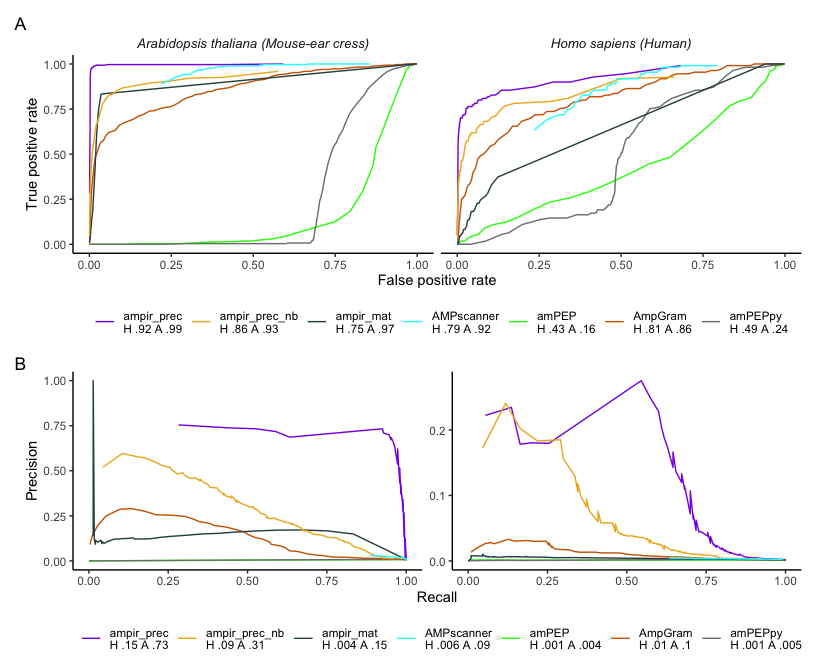 A
Arabidopsis thaliana (Mouse-ear cress)
Homo sapiens (Human)
True positive rate
1.00
0.75
0.50
0.25
0.00
0.00 0.25 0.50 0.75 1.00
0.00 0.25 0.50 0.75 1.00
False positive rate
ampir_prec ampir_prec_nb ampir_mat AMPscanner amPEP AmpGram amPEPpy
H .92 A .99 H .86 A .93 H .75 A .97 H .79 A .92 H .43 A .16 H .81 A .86 H .49 A .24
B
Precision
1.00
0.75
0.50
0.25
0.00
0.2
0.1
0.0
0.00 0.25 0.50 0.75 1.00
0.00 0.25 0.50 0.75 1.00
Recall
ampir_prec ampir_prec_nb ampir_mat AMPscanner amPEP AmpGram amPEPpy
H .15 A .73 H .09 A .31 H .004 A .15 H .006 A .09 H .001 A .004 H .01 A .1 H .001 A .005